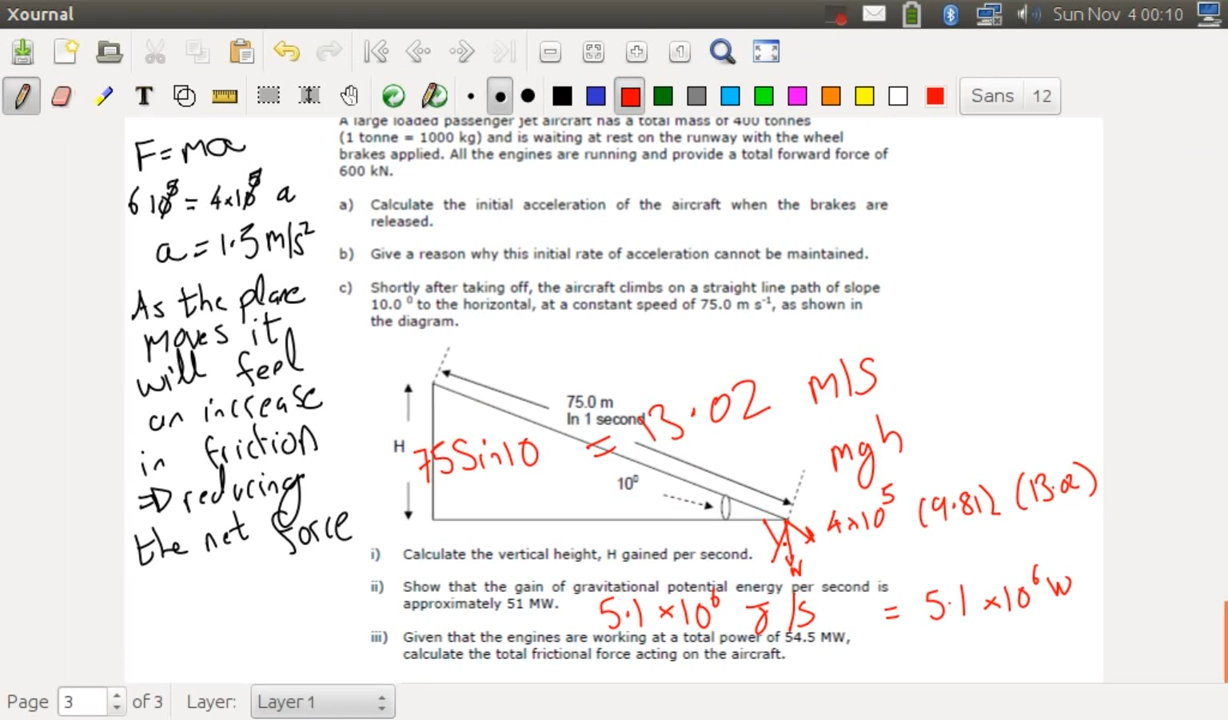 Xournal
Sun Nov 4 00:10
Sans 12
F=ma
6 10⁵ = 4×10⁵ a
a = 1.5 m/s²
As the plane
moves it
will feel
an increase
in friction
=> reducing
the net force
A large loaded passenger jet aircraft has a total mass of 400 tonnes
(1 tonne = 1000 kg) and is waiting at rest on the runway with the wheel
brakes applied. All the engines are running and provide a total forward force of
600 kN.
a) Calculate the initial acceleration of the aircraft when the brakes are
released.
b) Give a reason why this initial rate of acceleration cannot be maintained.
c) Shortly after taking off, the aircraft climbs on a straight line path of slope
10.0 ⁰ to the horizontal, at a constant speed of 75.0 m s⁻¹, as shown in
the diagram.
75.0 m
In 1 second
H
75Sin10 = 13.02 m/s
10⁰
mgh
4×10⁵ (9.81) (13.02)
W
i) Calculate the vertical height, H gained per second.
ii) Show that the gain of gravitational potential energy per second is
approximately 51 MW.
5.1 ×10⁶ J/s = 5.1 ×10⁶ W
iii) Given that the engines are working at a total power of 54.5 MW,
calculate the total frictional force acting on the aircraft.
Page 3 of 3 Layer: Layer 1